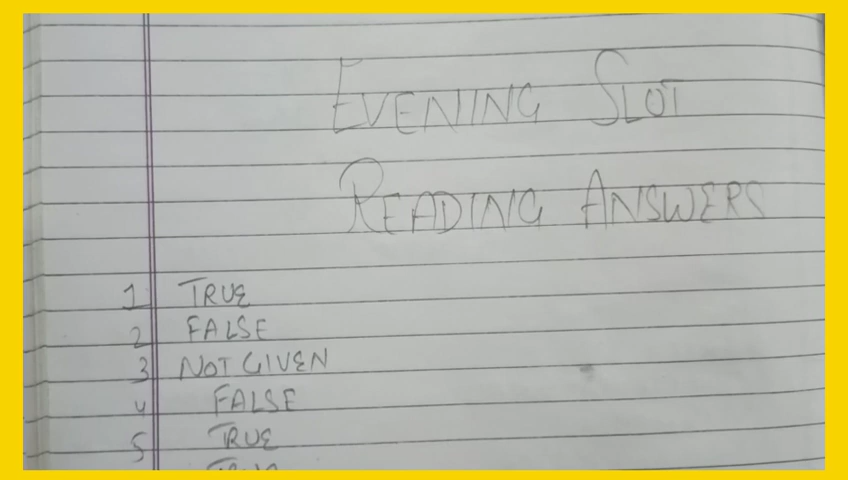 EVENING SLOT
READING ANSWERS
1 TRUE
2 FALSE
3 NOT GIVEN
4 FALSE
5 TRUE